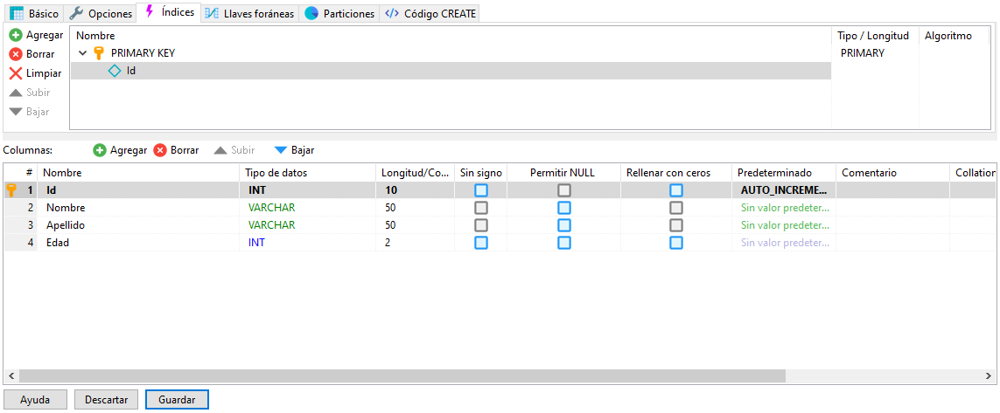 Básico Opciones Índices Llaves foráneas Particiones Código CREATE
Agregar
Borrar
Limpiar
Subir
Bajar
Nombre Tipo / Longitud Algoritmo
PRIMARY KEY PRIMARY
Id
Columnas: Agregar Borrar Subir Bajar
# Nombre Tipo de datos Longitud/Co... Sin signo Permitir NULL Rellenar con ceros Predeterminado Comentario Collation
1 Id INT 10 AUTO_INCREME...
2 Nombre VARCHAR 50 Sin valor predeter...
3 Apellido VARCHAR 50 Sin valor predeter...
4 Edad INT 2 Sin valor predeter...
Ayuda Descartar Guardar